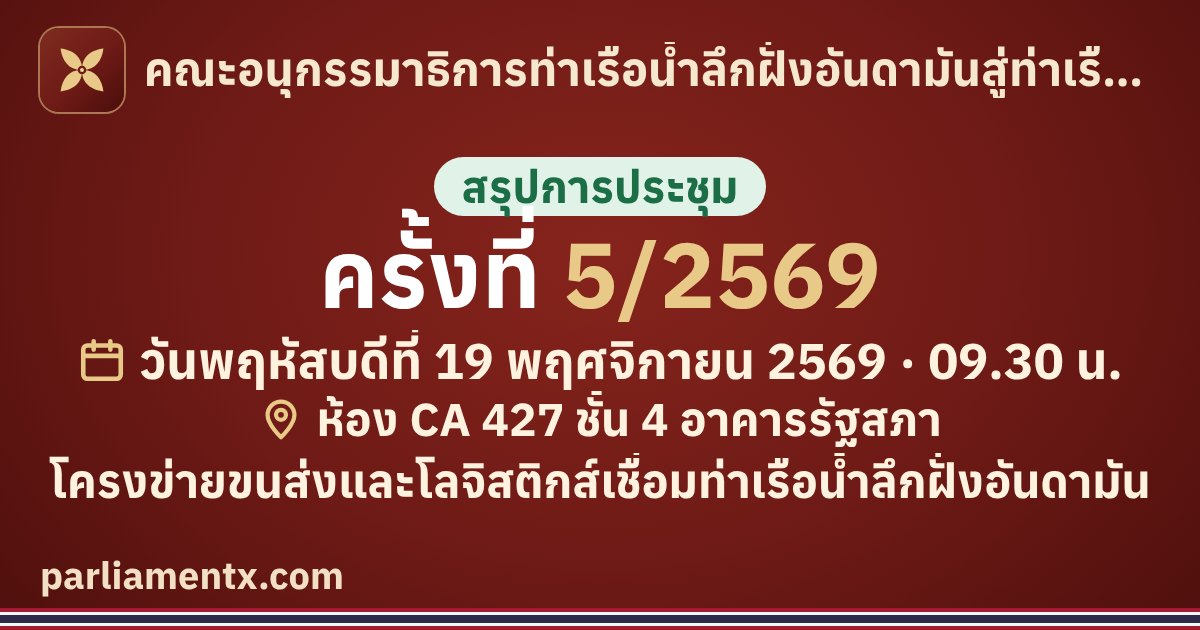 คณะอนุกรรมาธิการท่าเรือน้ำลึกฝั่งอันดามันสู่ท่าเรื...
สรุปการประชุม
ครั้งที่ 5/2569
วันพฤหัสบดีที่ 19 พฤศจิกายน 2569 · 09.30 น.
ห้อง CA 427 ชั้น 4 อาคารรัฐสภา
โครงข่ายขนส่งและโลจิสติกส์เชื่อมท่าเรือน้ำลึกฝั่งอันดามัน
parliamentx.com